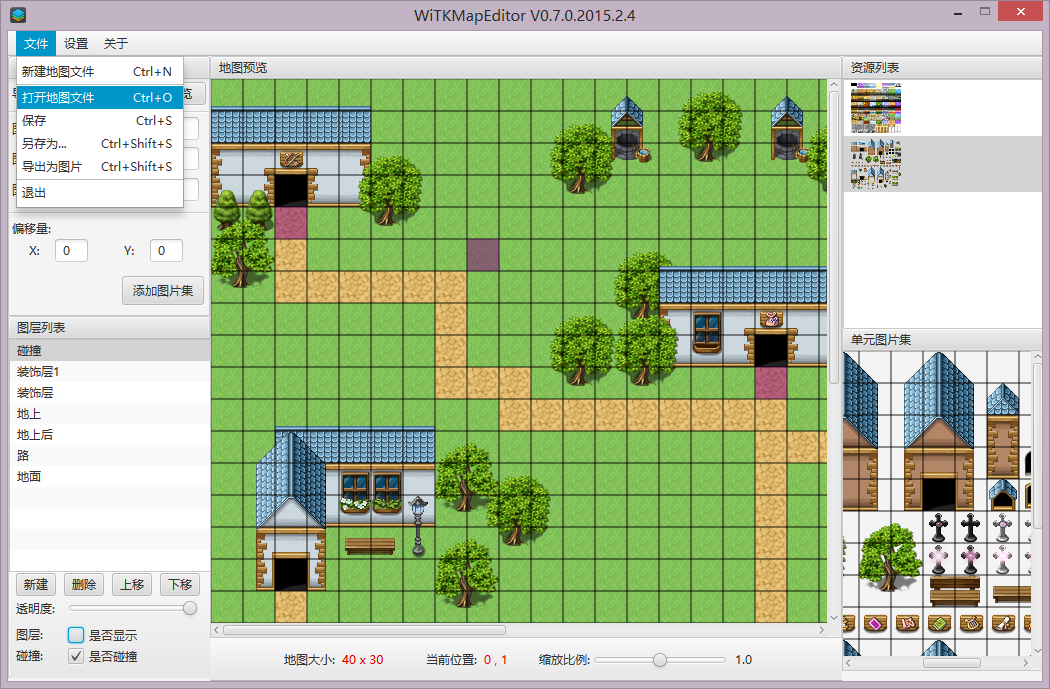 WiTKMapEditor V0.7.0.2015.2.4
文件 设置 关于
新建地图文件 Ctrl+N
打开地图文件 Ctrl+O
保存 Ctrl+S
另存为... Ctrl+Shift+S
导出为图片 Ctrl+Shift+S
退出
偏移量:
X: 0 Y: 0
添加图片集
图层列表
碰撞
装饰层1
装饰层
地上
地上后
路
地面
新建 删除 上移 下移
透明度:
图层: 是否显示
碰撞: 是否碰撞
地图预览
地图大小: 40 x 30 当前位置: 0 , 1 缩放比例: 1.0
资源列表
单元图片集